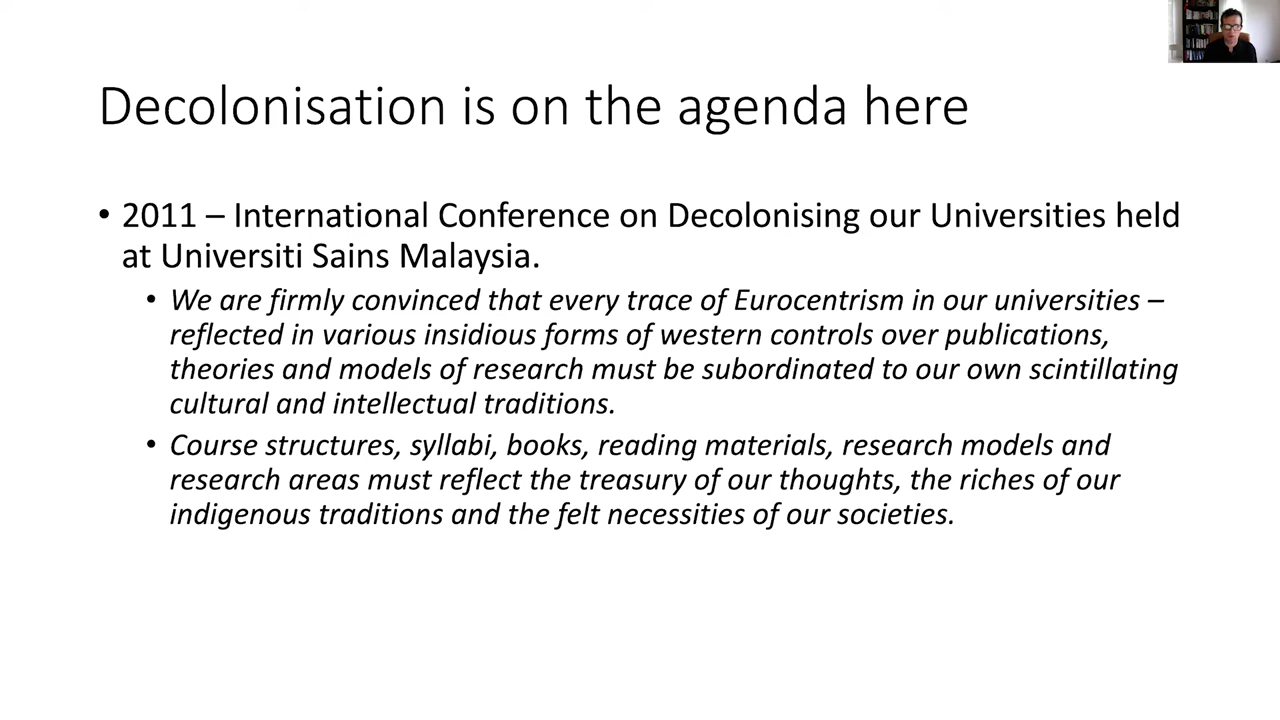 Decolonisation is on the agenda here
• 2011 – International Conference on Decolonising our Universities held
at Universiti Sains Malaysia.
• We are firmly convinced that every trace of Eurocentrism in our universities –
reflected in various insidious forms of western controls over publications,
theories and models of research must be subordinated to our own scintillating
cultural and intellectual traditions.
• Course structures, syllabi, books, reading materials, research models and
research areas must reflect the treasury of our thoughts, the riches of our
indigenous traditions and the felt necessities of our societies.